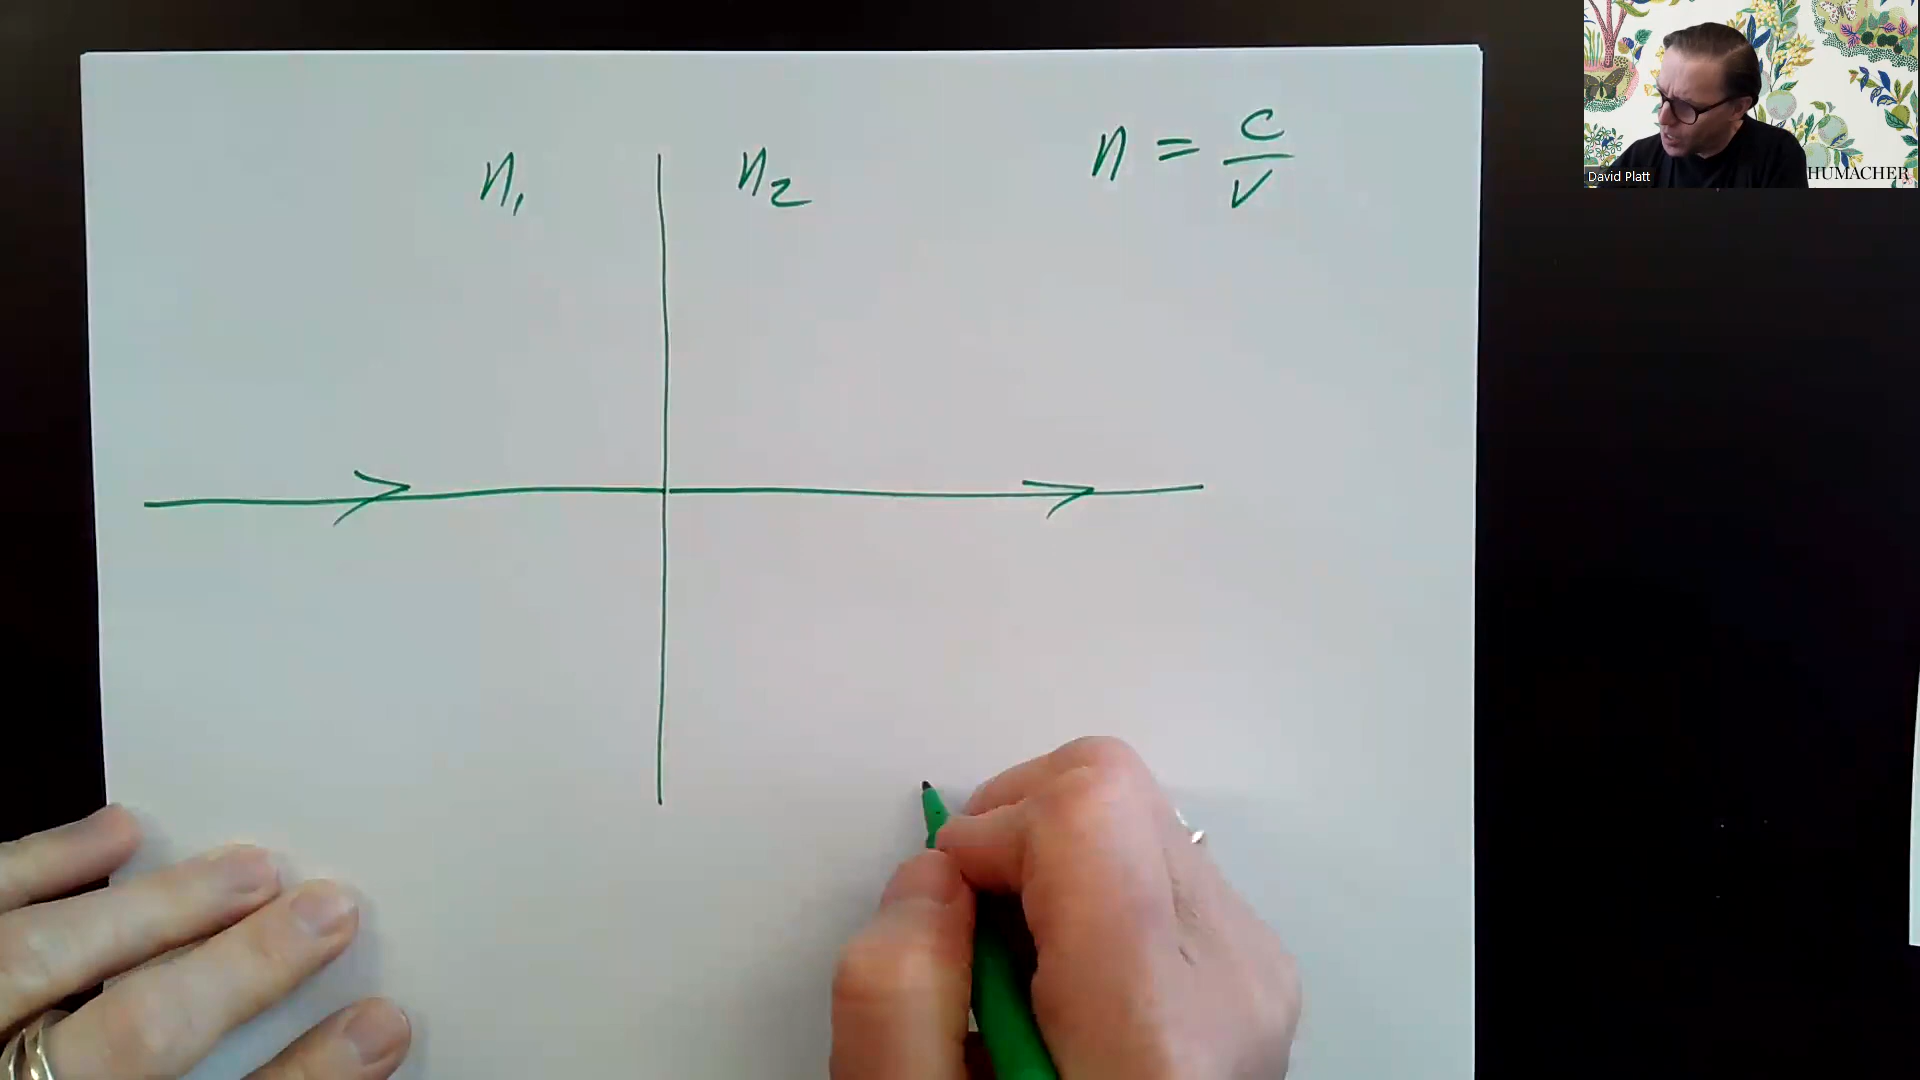 n₁ n₂ n = c/v
David Platt
HUMACHER